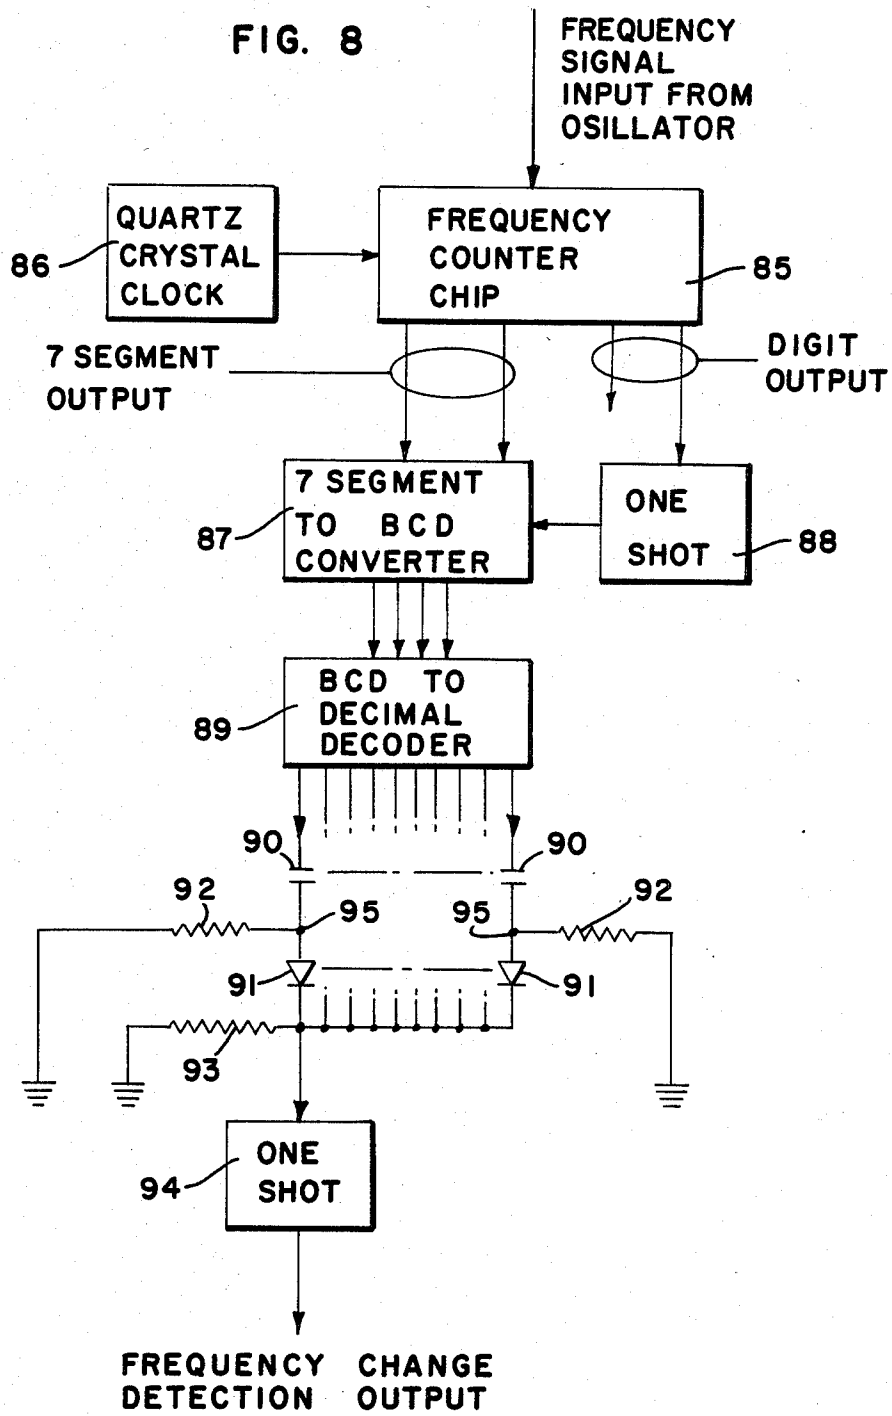 FIG. 8
FREQUENCY
SIGNAL
INPUT FROM
OSILLATOR
QUARTZ
CRYSTAL
CLOCK
86
FREQUENCY
COUNTER
CHIP
85
7 SEGMENT
OUTPUT
DIGIT
OUTPUT
7 SEGMENT
TO BCD
CONVERTER
87
ONE
SHOT
88
BCD TO
DECIMAL
DECODER
89
90
90
92
95
95
92
91
91
93
ONE
SHOT
94
FREQUENCY CHANGE
DETECTION OUTPUT